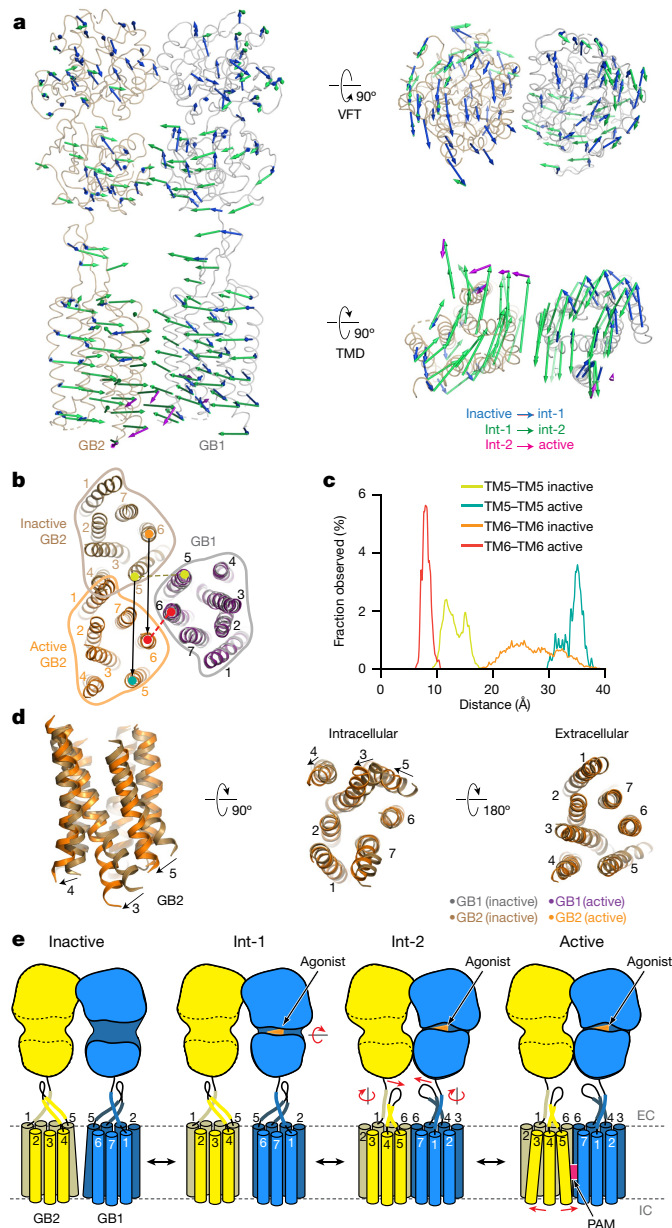 a
90°
VFT
90°
TMD
GB2
GB1
Inactive → int-1
Int-1 → int-2
Int-2 → active
b
Inactive
GB2
GB1
Active
GB2
1
7
6
2
3
5
4
1
7
2
6
3
4
5
5
4
6
3
2
7
1
c
Fraction observed (%)
6
4
2
0
0
10
20
30
40
Distance (Å)
TM5–TM5 inactive
TM5–TM5 active
TM6–TM6 inactive
TM6–TM6 active
d
4
3
5
GB2
90°
Intracellular
4
3
5
2
6
7
1
180°
Extracellular
1
7
2
6
3
4
5
GB1 (inactive)
GB1 (active)
GB2 (inactive)
GB2 (active)
e
Inactive
Int-1
Int-2
Active
Agonist
Agonist
Agonist
1 5 5 2
2 3 4 6 7 1
1 5 5 2
2 3 4 6 7 1
1 6 6 4 3
2 3 4 5 7 1 2
1 6 6 4 3
2 3 4 5 7 1 2
EC
IC
GB2
GB1
PAM